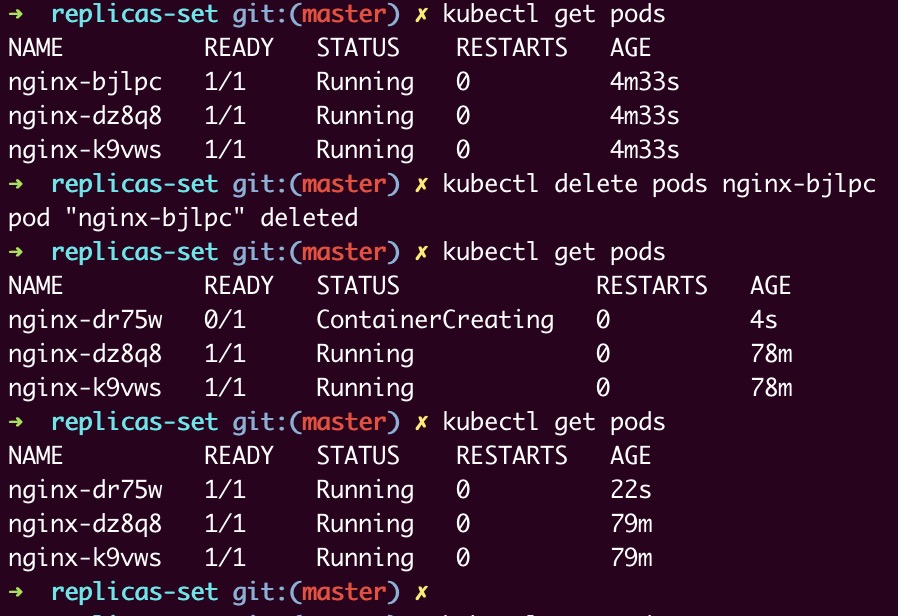 ➜  replicas-set git:(master) ✗ kubectl get pods
NAME          READY   STATUS    RESTARTS   AGE
nginx-bjlpc   1/1     Running   0          4m33s
nginx-dz8q8   1/1     Running   0          4m33s
nginx-k9vws   1/1     Running   0          4m33s
➜  replicas-set git:(master) ✗ kubectl delete pods nginx-bjlpc
pod "nginx-bjlpc" deleted
➜  replicas-set git:(master) ✗ kubectl get pods
NAME          READY   STATUS              RESTARTS   AGE
nginx-dr75w   0/1     ContainerCreating   0          4s
nginx-dz8q8   1/1     Running             0          78m
nginx-k9vws   1/1     Running             0          78m
➜  replicas-set git:(master) ✗ kubectl get pods
NAME          READY   STATUS    RESTARTS   AGE
nginx-dr75w   1/1     Running   0          22s
nginx-dz8q8   1/1     Running   0          79m
nginx-k9vws   1/1     Running   0          79m
➜  replicas-set git:(master) ✗